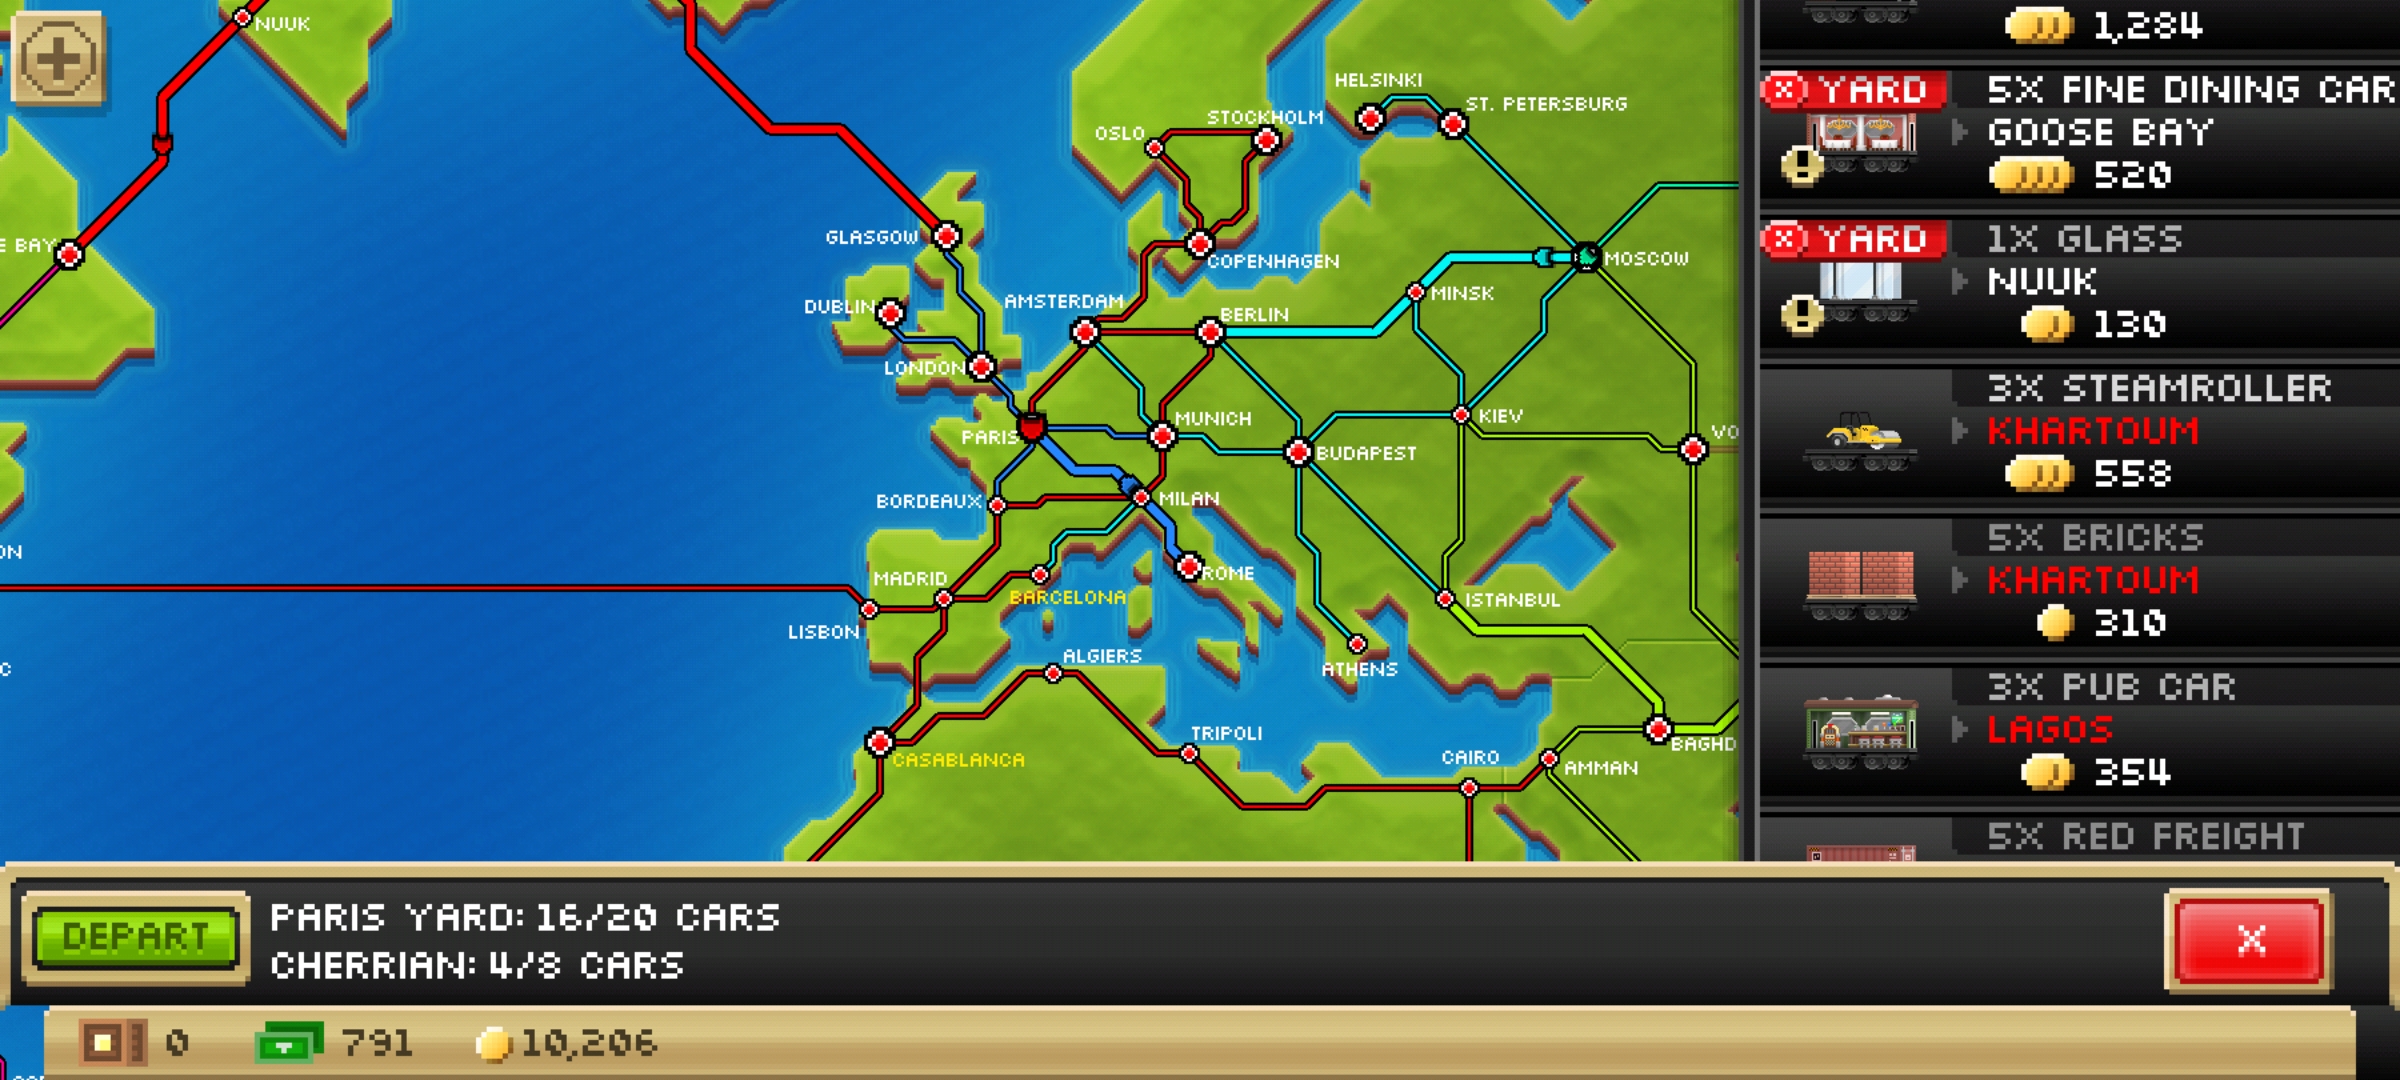 NUUK
1,284
HELSINKI
YARD
5X FINE DINING CAR
ST. PETERSBURG
STOCKHOLM
OSLO
GOOSE BAY
520
GLASGOW
E BAY
YARD
1X GLASS
COPENHAGEN
MOSCOW
NUUK
MINSK
DUBLIN
AMSTERDAM
BERLIN
130
LONDON
3X STEAMROLLER
MUNICH
KIEV
VO
PARIS
KHARTOUM
BUDAPEST
558
BORDEAUX
MILAN
5X BRICKS
ON
ROME
MADRID
KHARTOUM
BARCELONA
ISTANBUL
310
LISBON
ALGIERS
ATHENS
C
3X PUB CAR
TRIPOLI
LAGOS
BAGHD
CASABLANCA
CAIRO
AMMAN
354
5X RED FREIGHT
DEPART
PARIS YARD: 16/20 CARS
CHERRIAN: 4/8 CARS
X
0
791
10,206